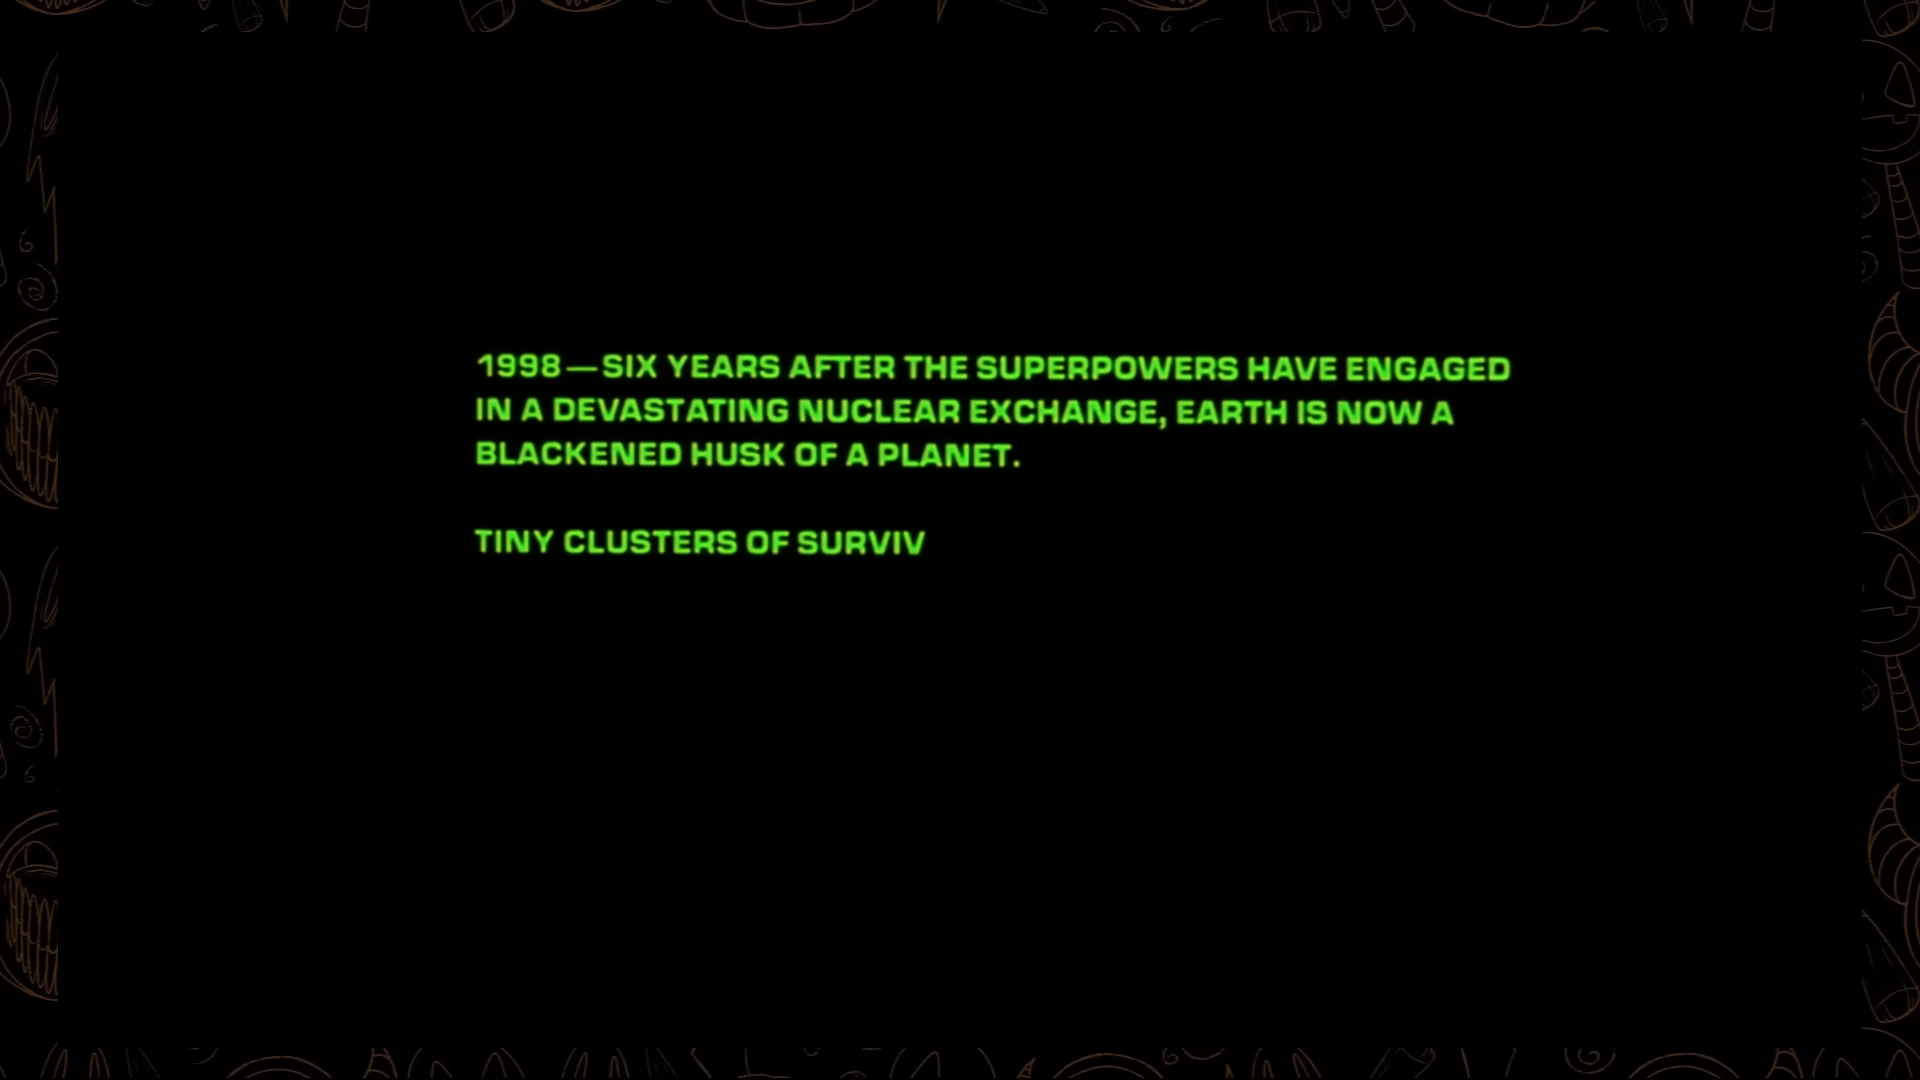 1998—SIX YEARS AFTER THE SUPERPOWERS HAVE ENGAGED
IN A DEVASTATING NUCLEAR EXCHANGE, EARTH IS NOW A
BLACKENED HUSK OF A PLANET.
TINY CLUSTERS OF SURVIV